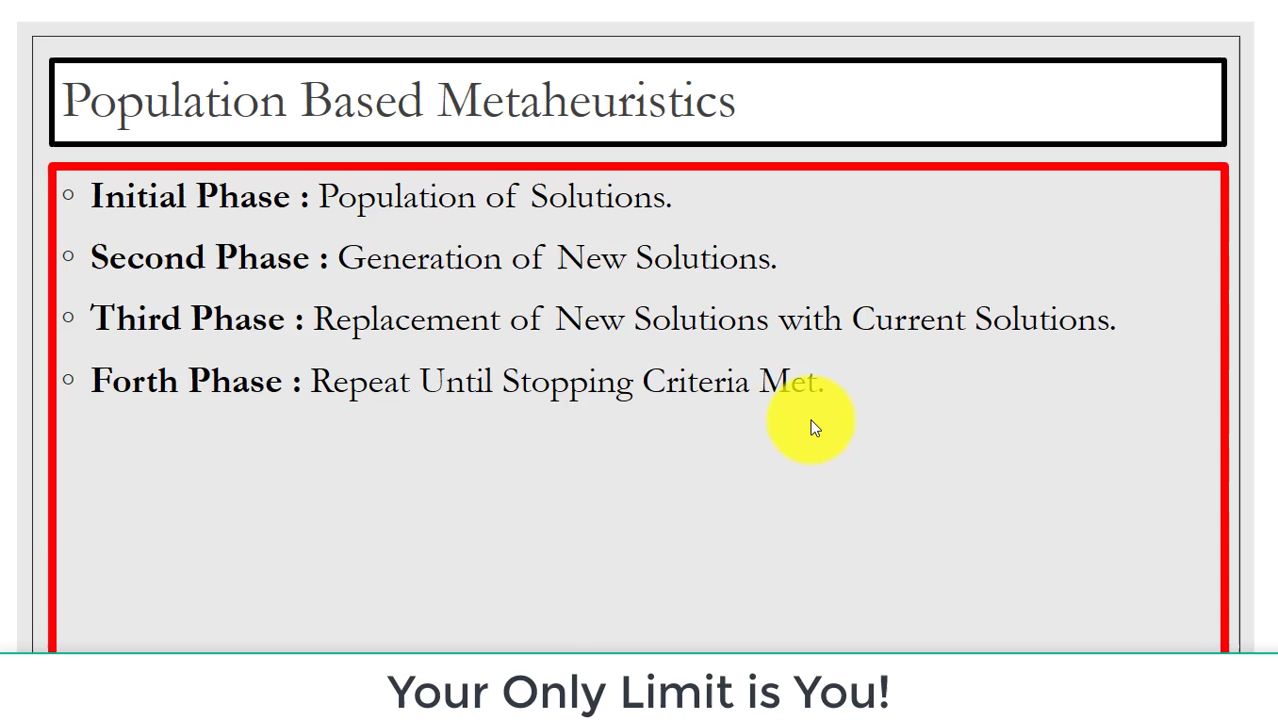 Population Based Metaheuristics
◦ Initial Phase : Population of Solutions.
◦ Second Phase : Generation of New Solutions.
◦ Third Phase : Replacement of New Solutions with Current Solutions.
◦ Forth Phase : Repeat Until Stopping Criteria Met.
Your Only Limit is You!